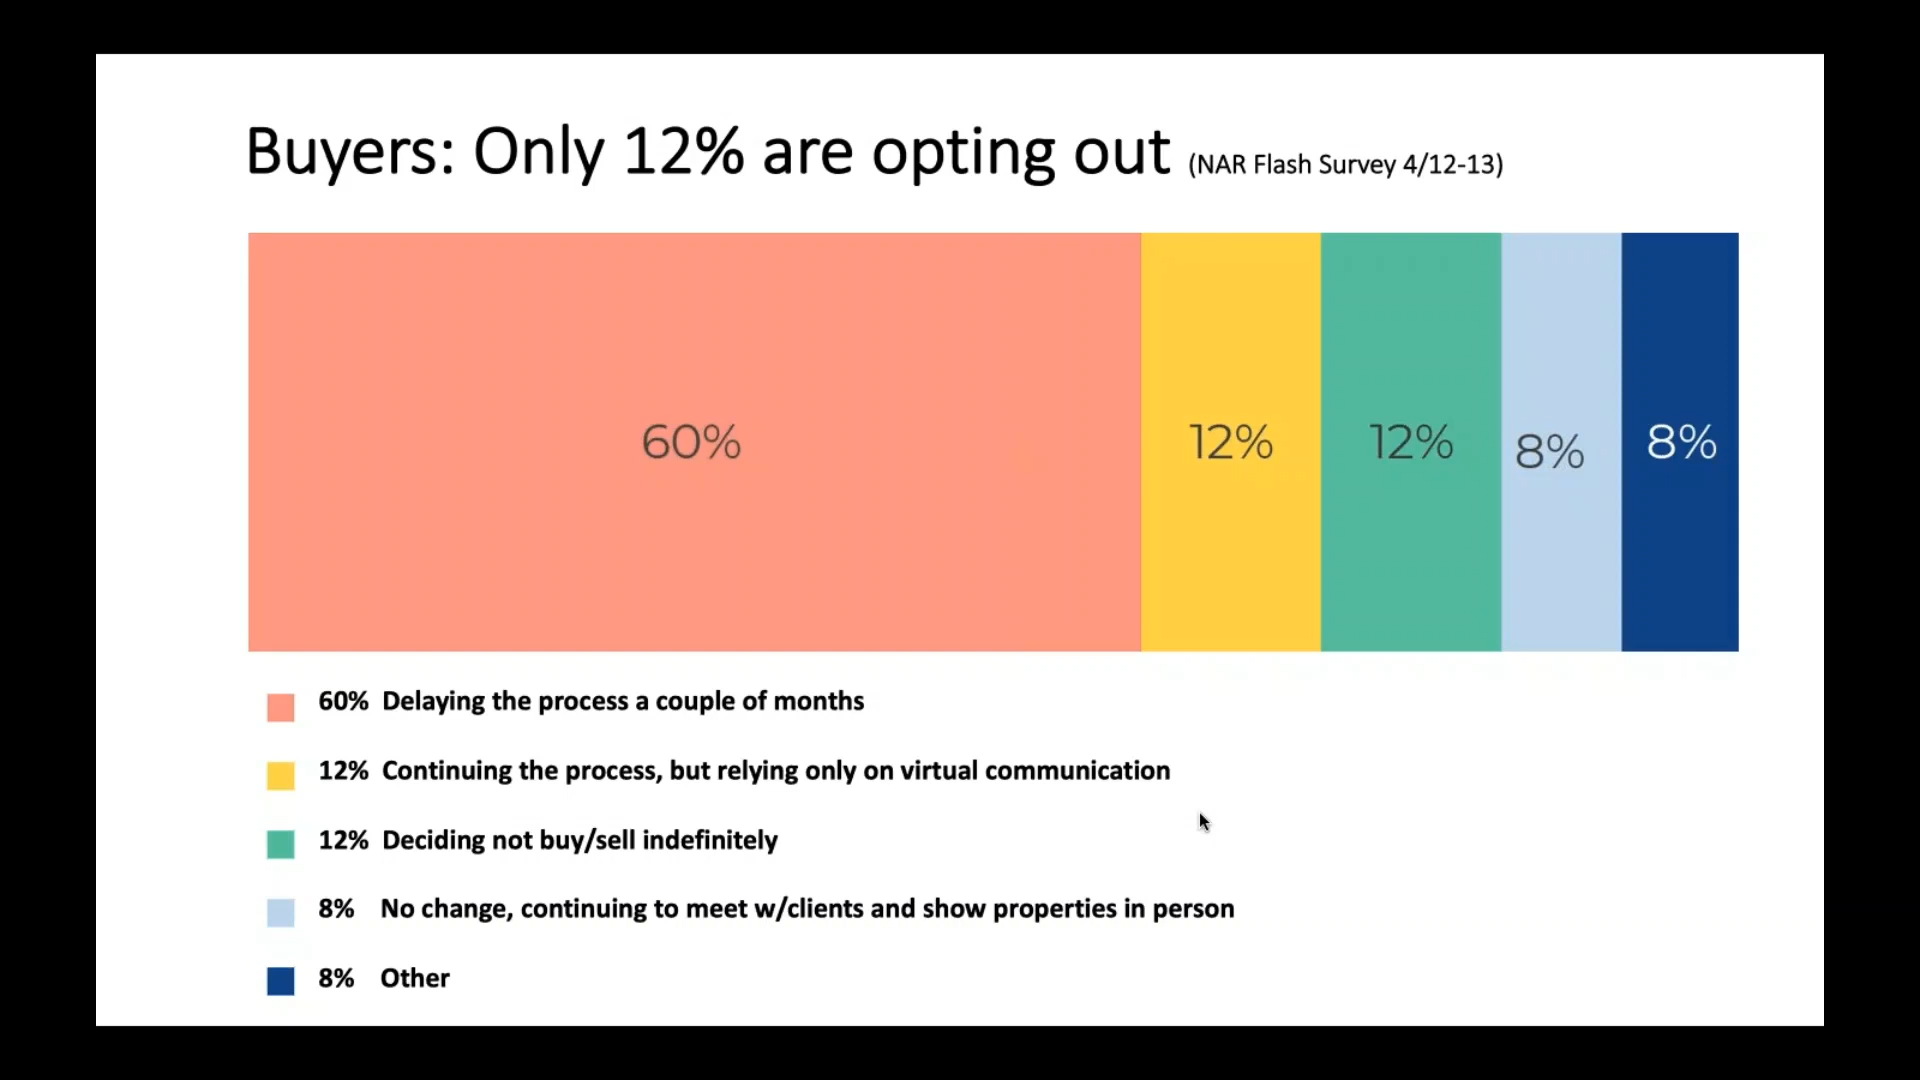 Buyers: Only 12% are opting out (NAR Flash Survey 4/12-13)
60% 12% 12% 8% 8%
60% Delaying the process a couple of months
12% Continuing the process, but relying only on virtual communication
12% Deciding not buy/sell indefinitely
8% No change, continuing to meet w/clients and show properties in person
8% Other